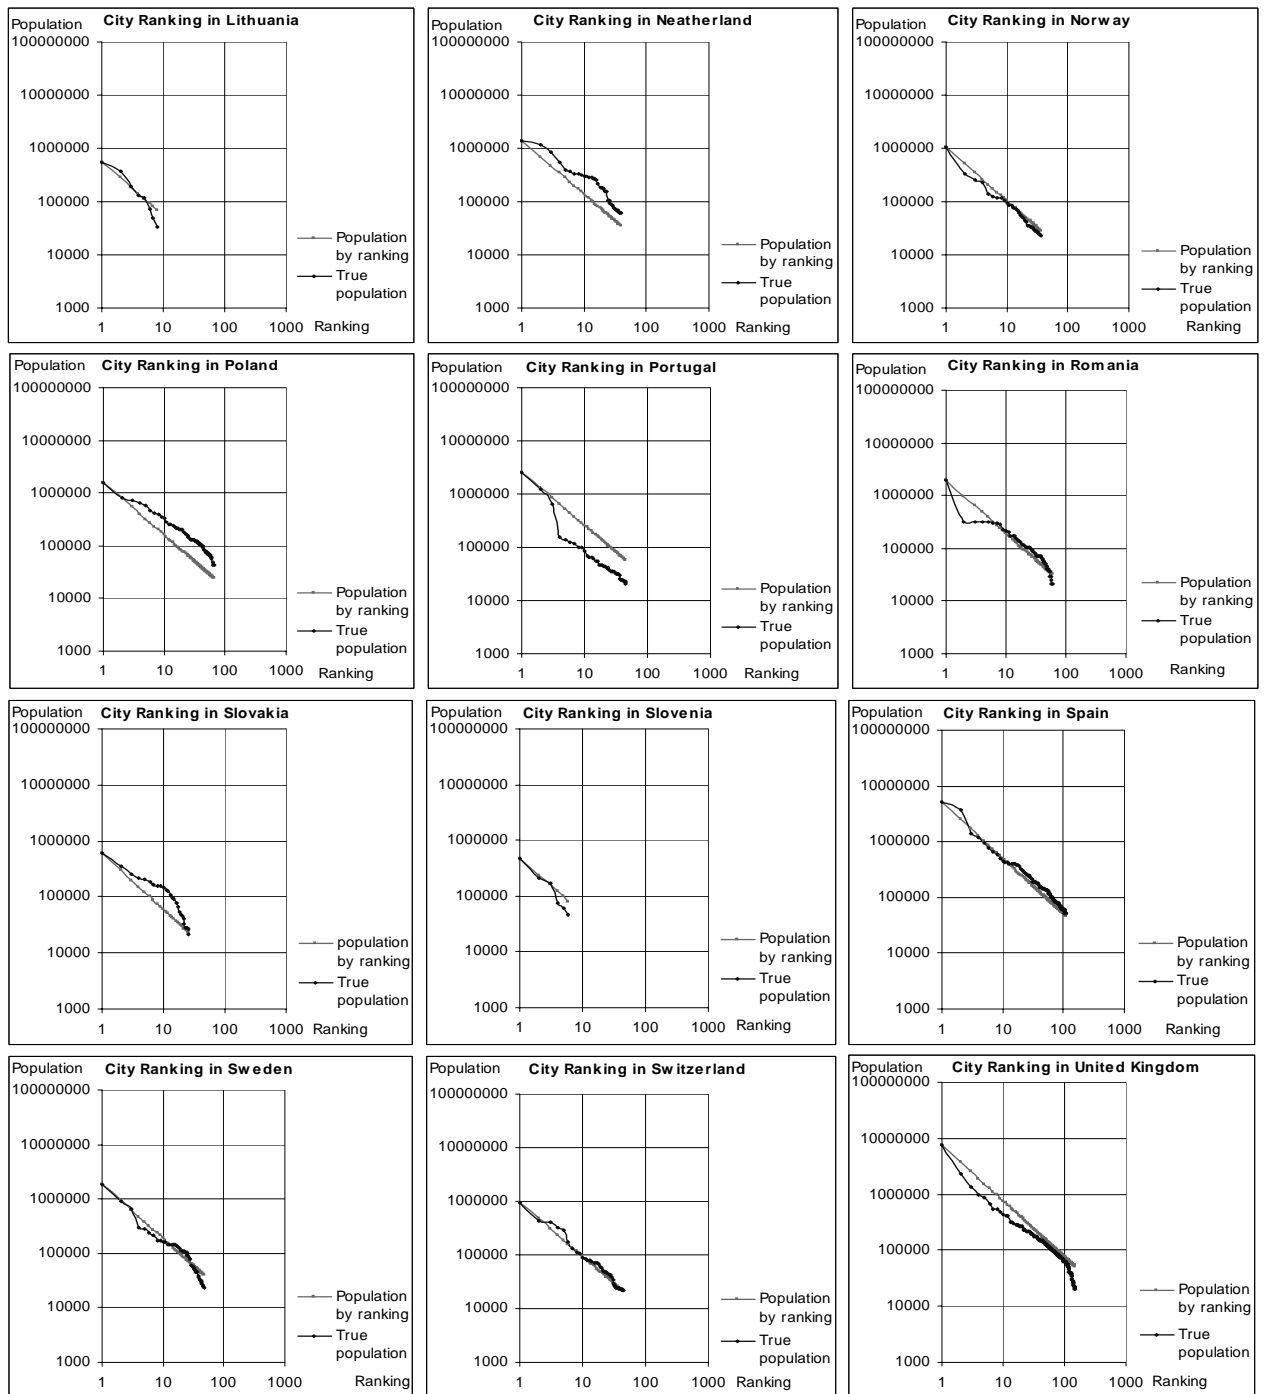 Population
City Ranking in Lithuania
100000000
10000000
1000000
100000
10000
1000
1
10
100
1000
Ranking
Population
by ranking
True
population
Population
City Ranking in Neatherland
100000000
10000000
1000000
100000
10000
1000
1
10
100
1000
Ranking
Population
by ranking
True
population
Population
City Ranking in Norway
100000000
10000000
1000000
100000
10000
1000
1
10
100
1000
Ranking
Population
by ranking
True
population
Population
City Ranking in Poland
100000000
10000000
1000000
100000
10000
1000
1
10
100
1000
Ranking
Population
by ranking
True
population
Population
City Ranking in Portugal
100000000
10000000
1000000
100000
10000
1000
1
10
100
1000
Ranking
Population
by ranking
True
population
Population
City Ranking in Romania
100000000
10000000
1000000
100000
10000
1000
1
10
100
1000
Ranking
Population
by ranking
True
population
Population
City Ranking in Slovakia
100000000
10000000
1000000
100000
10000
1000
1
10
100
1000
Ranking
population
by ranking
True
population
Population
City Ranking in Slovenia
100000000
10000000
1000000
100000
10000
1000
1
10
100
1000
Ranking
Population
by ranking
True
population
Population
City Ranking in Spain
100000000
10000000
1000000
100000
10000
1000
1
10
100
1000
Ranking
Population
by ranking
True
population
Population
City Ranking in Sweden
100000000
10000000
1000000
100000
10000
1000
1
10
100
1000
Ranking
Population
by ranking
True
population
Population
City Ranking in Switzerland
100000000
10000000
1000000
100000
10000
1000
1
10
100
1000
Ranking
Population
by ranking
True
population
Population
City Ranking in United Kingdom
100000000
10000000
1000000
100000
10000
1000
1
10
100
1000
Ranking
Population
by ranking
True
population